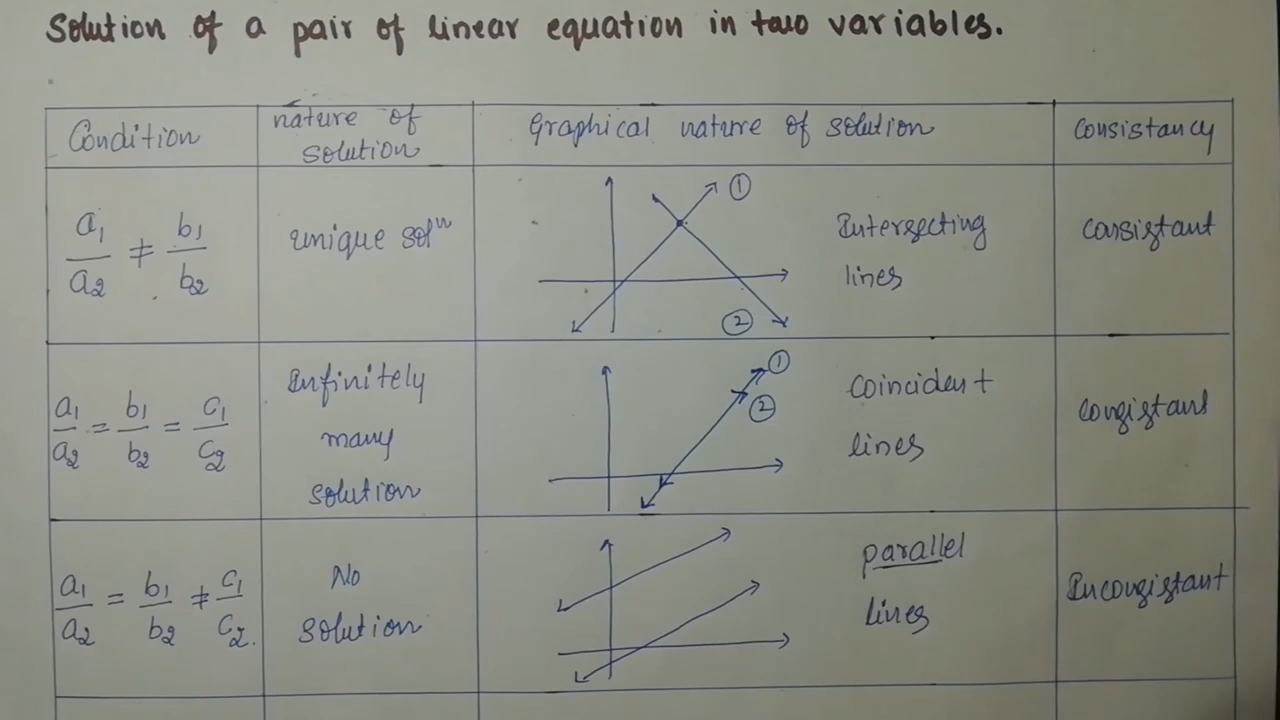 Solution of a pair of linear equation in two variables.
Condition
nature of
solution
Graphical nature of solution
Consistancy
a₁/a₂ ≠ b₁/b₂
unique solⁿ
①
②
Intersecting
lines
consistant
a₁/a₂ = b₁/b₂ = c₁/c₂
Infinitely
many
solution
①
②
Coincident
lines
consistant
a₁/a₂ = b₁/b₂ ≠ c₁/c₂.
No
solution
parallel
lines
Inconsistant